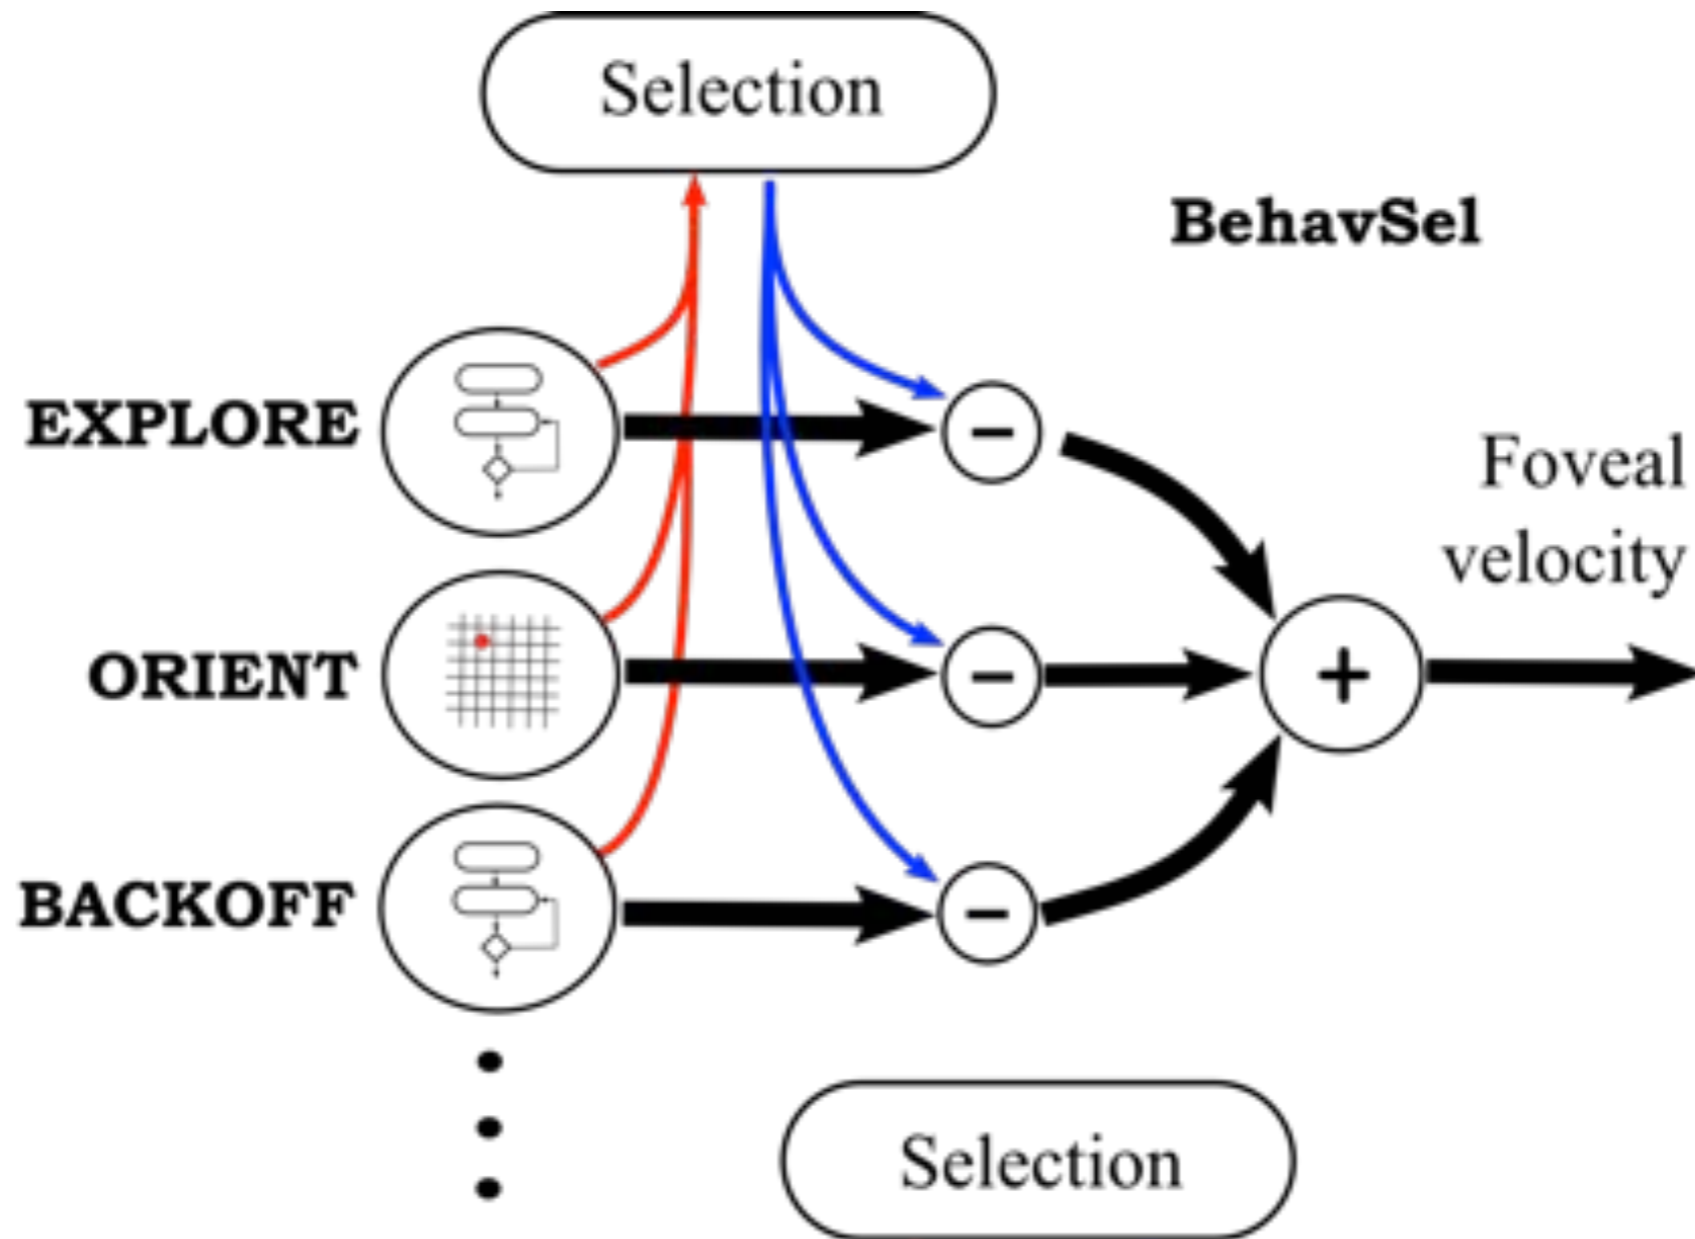 Selection
BehavSel
EXPLORE
−
Foveal
velocity
ORIENT
−
+
BACKOFF
−
Selection